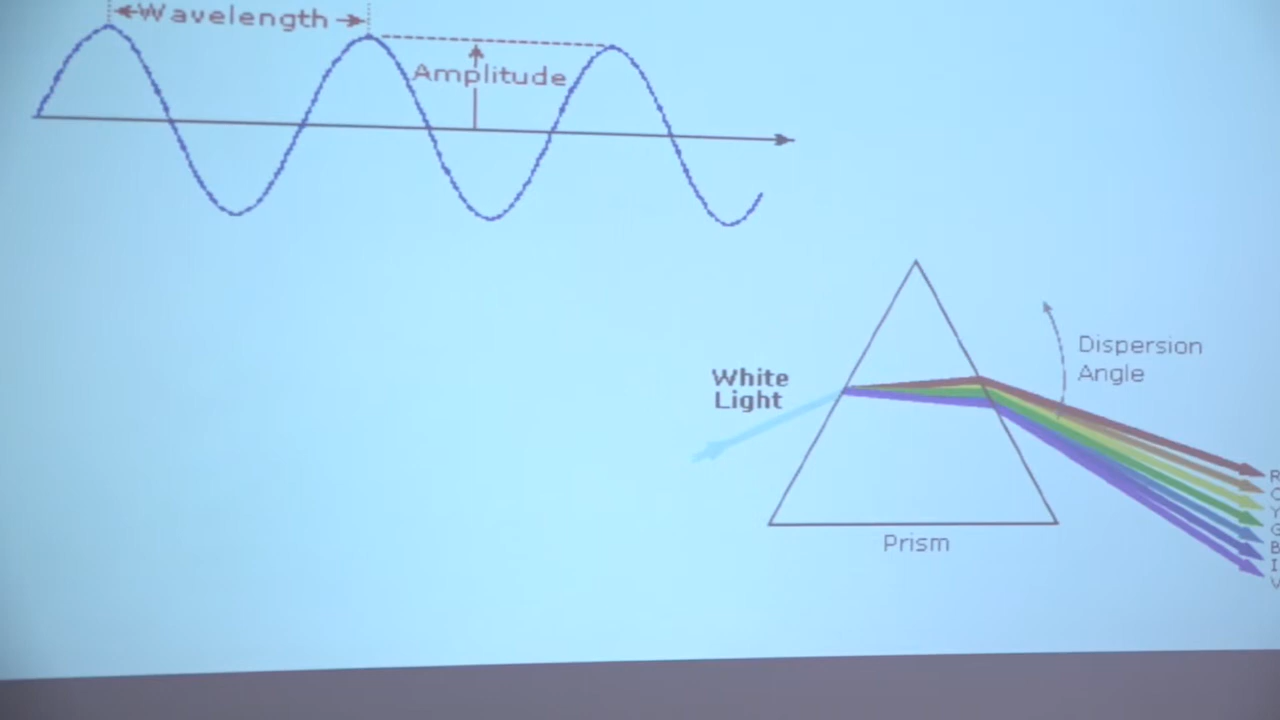 Wavelength
Amplitude
White
Light
Dispersion
Angle
Prism
R
O
Y
G
B
I
V